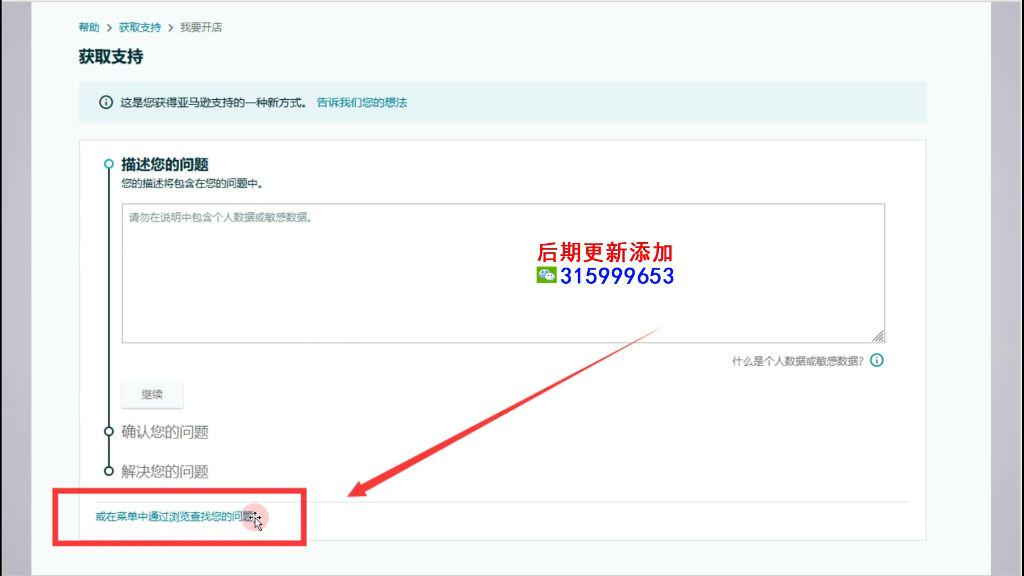 帮助 > 获取支持 > 我要开店
获取支持
这是您获得亚马逊支持的一种新方式。 告诉我们您的想法
描述您的问题
您的描述将包含在您的问题中。
请勿在说明中包含个人数据或敏感数据。
后期更新添加
315999653
什么是个人数据或敏感数据?
继续
确认您的问题
解决您的问题
或在菜单中通过浏览查找您的问题